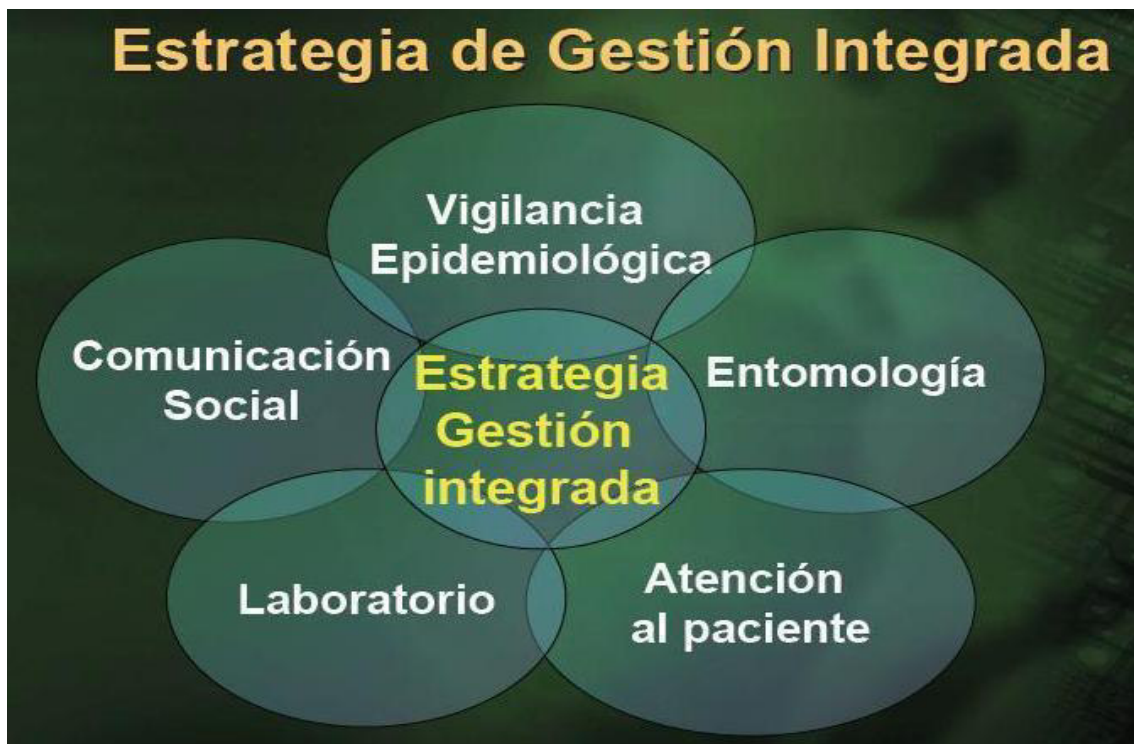 Estrategia de Gestión Integrada
Vigilancia
Epidemiológica
Comunicación
Social
Estrategia
Gestión
integrada
Entomología
Laboratorio
Atención
al paciente